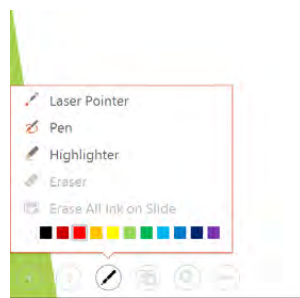 Laser Pointer
Pen
Highlighter
Eraser
Erase All Ink on Slide